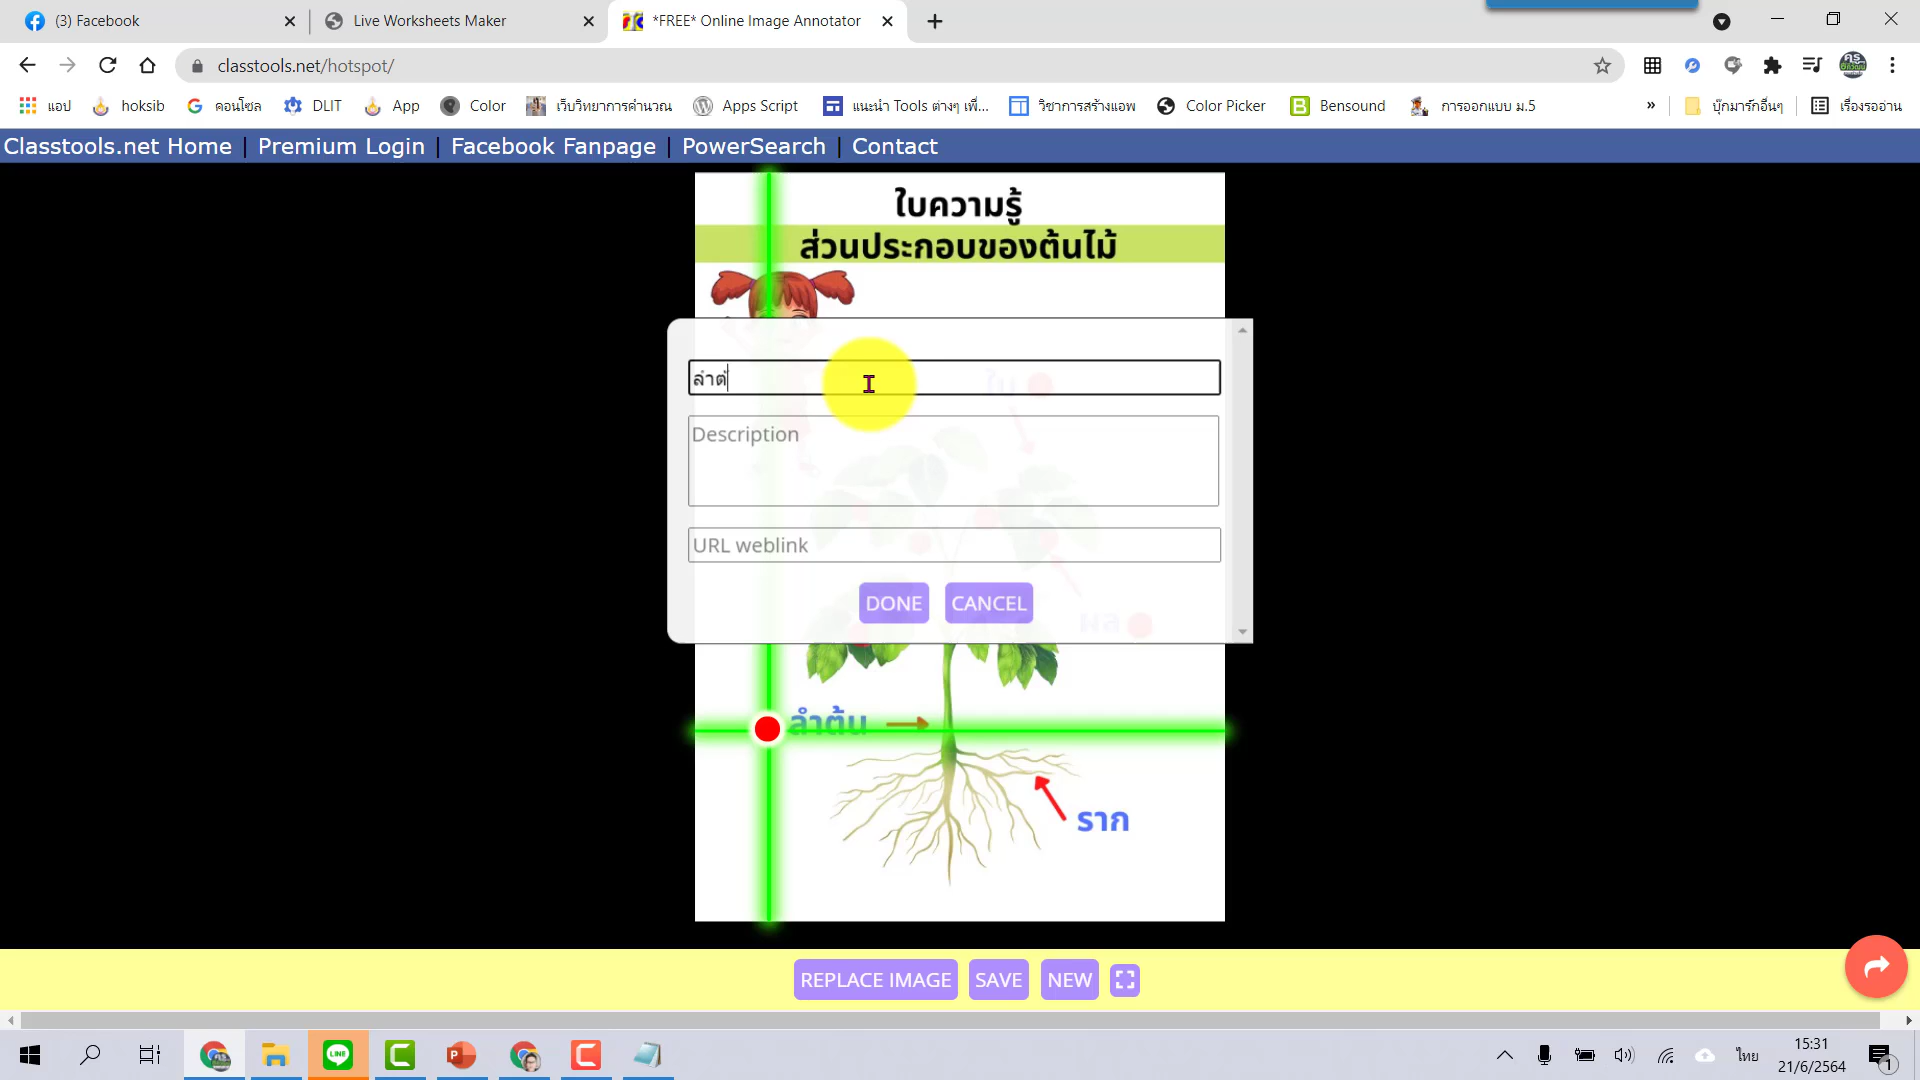 (3) Facebook
Live Worksheets Maker
*FREE* Online Image Annotator
classtools.net/hotspot/
แอป
hoksib
คอนโซล
DLIT
App
Color
เว็บวิทยาการคำนวณ
Apps Script
แนะนำ Tools ต่างๆ เพื่...
วิชาการสร้างแอพ
Color Picker
Bensound
การออกแบบ ม.5
»
บุ๊กมาร์กอื่นๆ
เรื่องรออ่าน
Classtools.net Home | Premium Login | Facebook Fanpage | PowerSearch | Contact
ใบความรู้
ส่วนประกอบของต้นไม้
ลำต้
ใบ
Description
URL weblink
DONE
CANCEL
ผล
ลำต้น
ราก
REPLACE IMAGE
SAVE
NEW
LINE
ไทย
15:31
21/6/2564
1